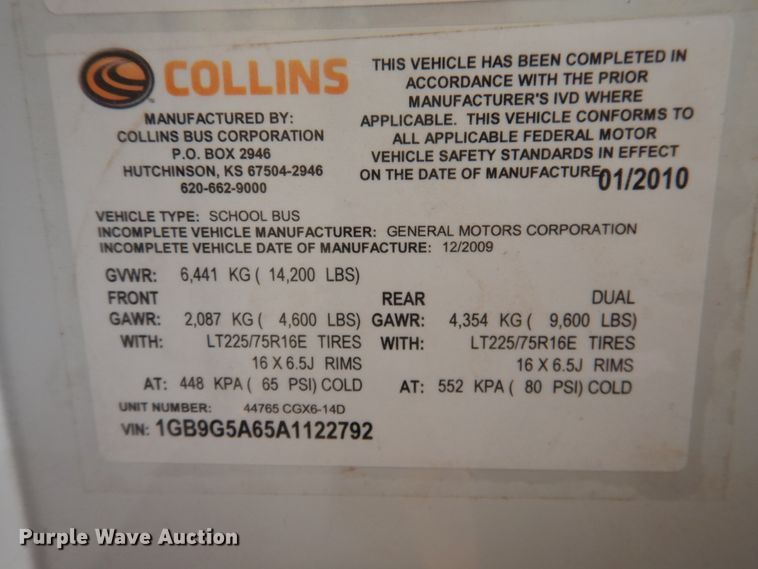 COLLINS
MANUFACTURED BY:
COLLINS BUS CORPORATION
P.O. BOX 2946
HUTCHINSON, KS 67504-2946
620-662-9000
THIS VEHICLE HAS BEEN COMPLETED IN
ACCORDANCE WITH THE PRIOR
MANUFACTURER'S IVD WHERE
APPLICABLE. THIS VEHICLE CONFORMS TO
ALL APPLICABLE FEDERAL MOTOR
VEHICLE SAFETY STANDARDS IN EFFECT
ON THE DATE OF MANUFACTURE 01/2010
VEHICLE TYPE: SCHOOL BUS
INCOMPLETE VEHICLE MANUFACTURER: GENERAL MOTORS CORPORATION
INCOMPLETE VEHICLE DATE OF MANUFACTURE: 12/2009
GVWR: 6,441 KG ( 14,200 LBS)
FRONT REAR DUAL
GAWR: 2,087 KG ( 4,600 LBS) GAWR: 4,354 KG ( 9,600 LBS)
WITH: LT225/75R16E TIRES WITH: LT225/75R16E TIRES
16 X 6.5J RIMS 16 X 6.5J RIMS
AT: 448 KPA ( 65 PSI) COLD AT: 552 KPA ( 80 PSI) COLD
UNIT NUMBER: 44765 CGX6-14D
VIN: 1GB9G5A65A1122792
Purple Wave Auction